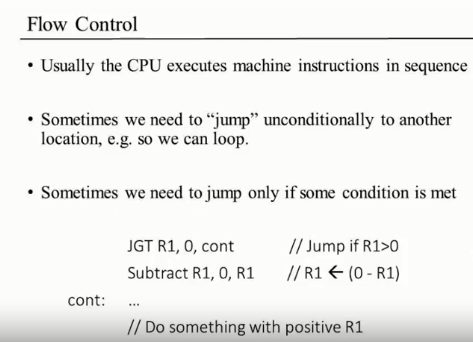 Flow Control
• Usually the CPU executes machine instructions in sequence
• Sometimes we need to “jump” unconditionally to another
location, e.g. so we can loop.
• Sometimes we need to jump only if some condition is met
JGT R1, 0, cont // Jump if R1>0
Subtract R1, 0, R1 // R1 ← (0 - R1)
cont: ...
// Do something with positive R1